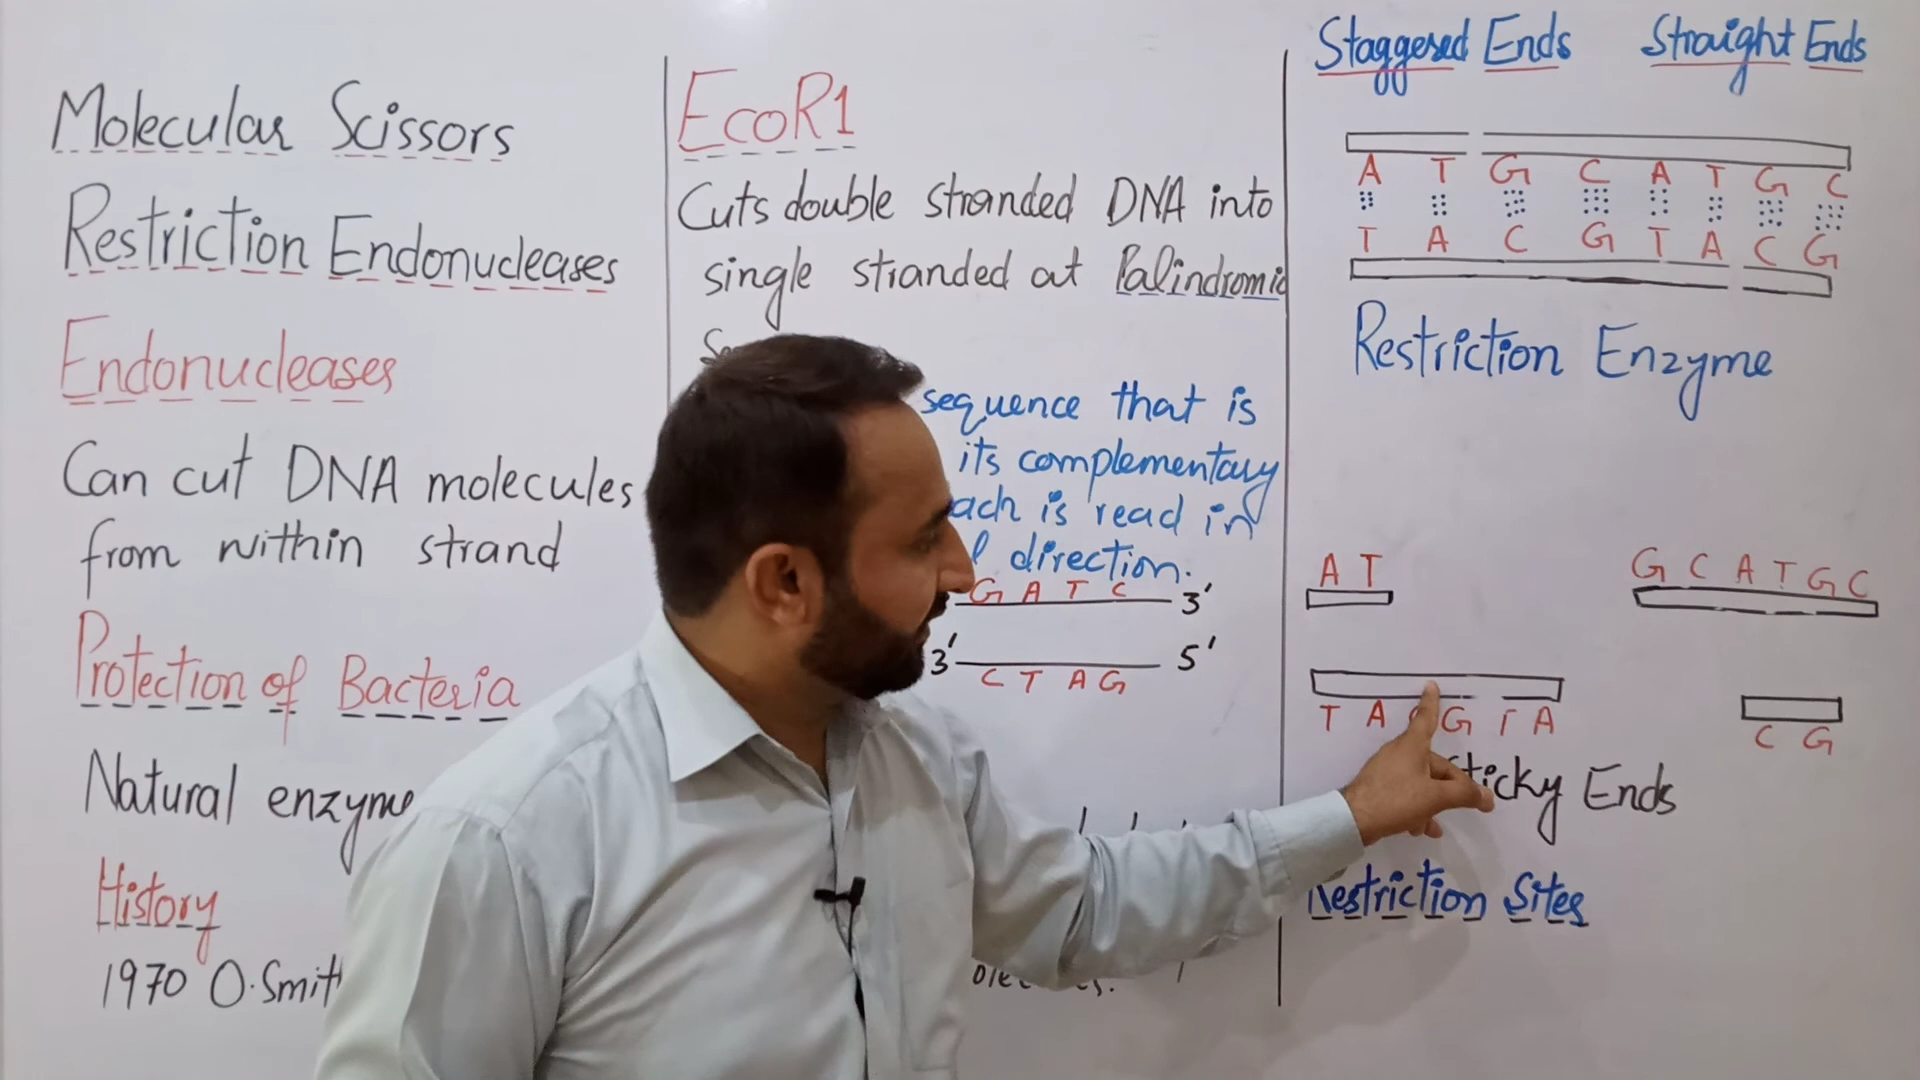 Molecular Scissors
Restriction Endonucleases
Endonucleases
Can cut DNA molecules
from within strand
Protection of Bacteria
Natural enzyme
History
1970 O. Smith
EcoR1
Cuts double stranded DNA into
single stranded at Palindromic
sequence that is
its complementary
is read in
direction.
G A T C 3'
3' 5'
C T A G
Staggered Ends Straight Ends
A T G C A T G C
T A C G T A C G
Restriction Enzyme
A T G C A T G C
T A G T A C G
Sticky Ends
Restriction Sites